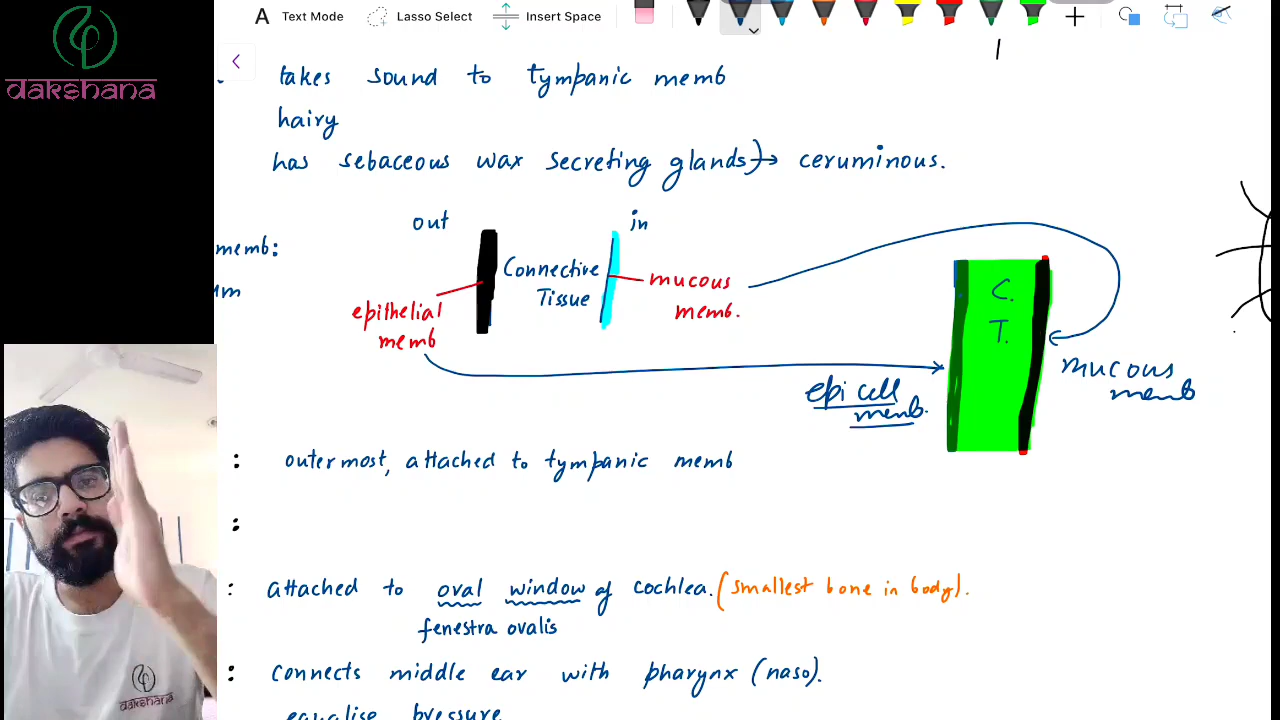 A Text Mode Lasso Select Insert Space
dakshana
takes sound to tympanic memb
hairy
has sebaceous wax secreting glands → ceruminous.
out in
memb:
um
Connective
Tissue
mucous
memb.
epithelial
memb
C.
T.
mucous
memb
epi cell
memb.
: outermost, attached to tympanic memb
:
: attached to oval window of cochlea. (smallest bone in body).
fenestra ovalis
: connects middle ear with pharynx (naso).
equalise pressure
dakshana